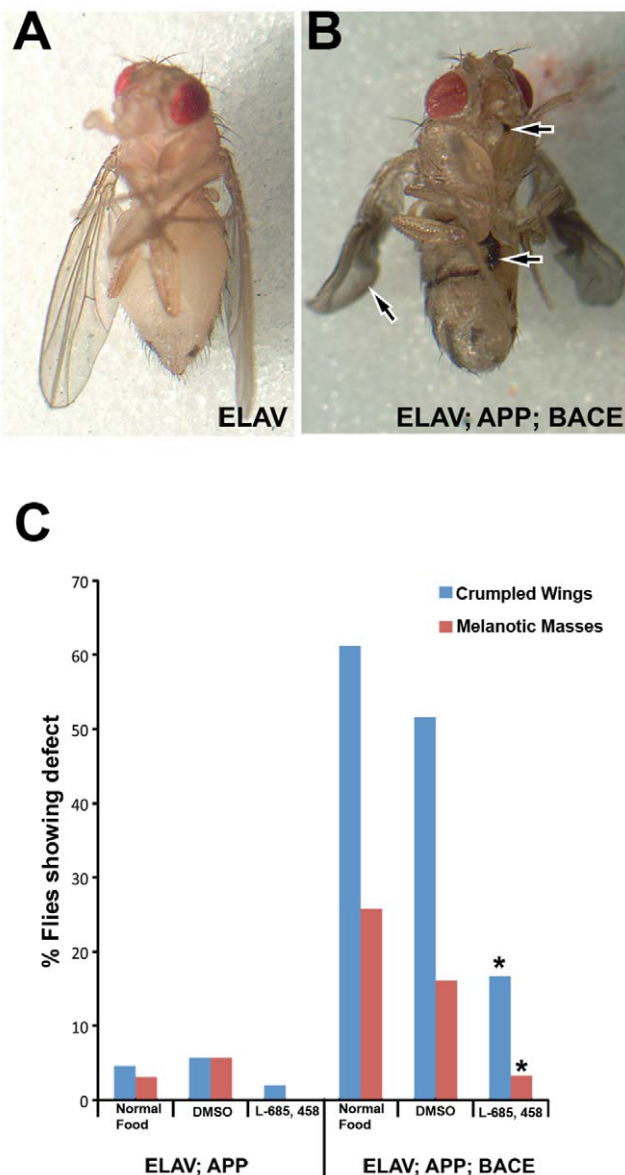 A
B
ELAV
ELAV; APP; BACE
C
70
60
50
40
30
20
10
0
% Flies showing defect
Crumpled Wings
Melanotic Masses
*
*
Normal Food
DMSO
L-685, 458
Normal Food
DMSO
L-685, 458
ELAV; APP
ELAV; APP; BACE